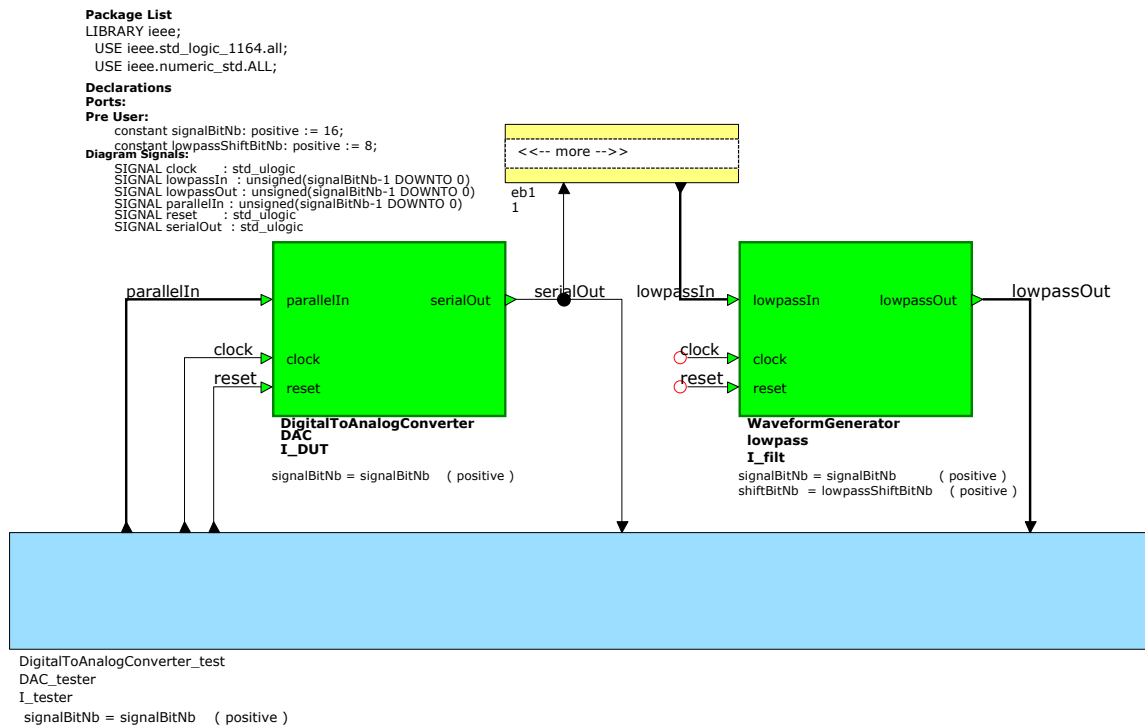 Package List
LIBRARY ieee;
USE ieee.std_logic_1164.all;
USE ieee.numeric_std.ALL;
Declarations
Ports:
Pre User:
constant signalBitNb: positive := 16;
constant lowpassShiftBitNb: positive := 8;
Diagram Signals:
SIGNAL clock : std_ulogic
SIGNAL lowpassIn : unsigned(signalBitNb-1 DOWNTO 0)
SIGNAL lowpassOut : unsigned(signalBitNb-1 DOWNTO 0)
SIGNAL parallelIn : unsigned(signalBitNb-1 DOWNTO 0)
SIGNAL reset : std_ulogic
SIGNAL serialOut : std_ulogic
<<-- more -->>
eb1
1
parallelIn
parallelIn
serialOut
serialOut
clock
clock
reset
reset
DigitalToAnalogConverter
DAC
I_DUT
signalBitNb = signalBitNb ( positive )
lowpassIn
lowpassIn
lowpassOut
lowpassOut
clock
clock
reset
reset
WaveformGenerator
lowpass
I_filt
signalBitNb = signalBitNb ( positive )
shiftBitNb = lowpassShiftBitNb ( positive )
DigitalToAnalogConverter_test
DAC_tester
I_tester
signalBitNb = signalBitNb ( positive )